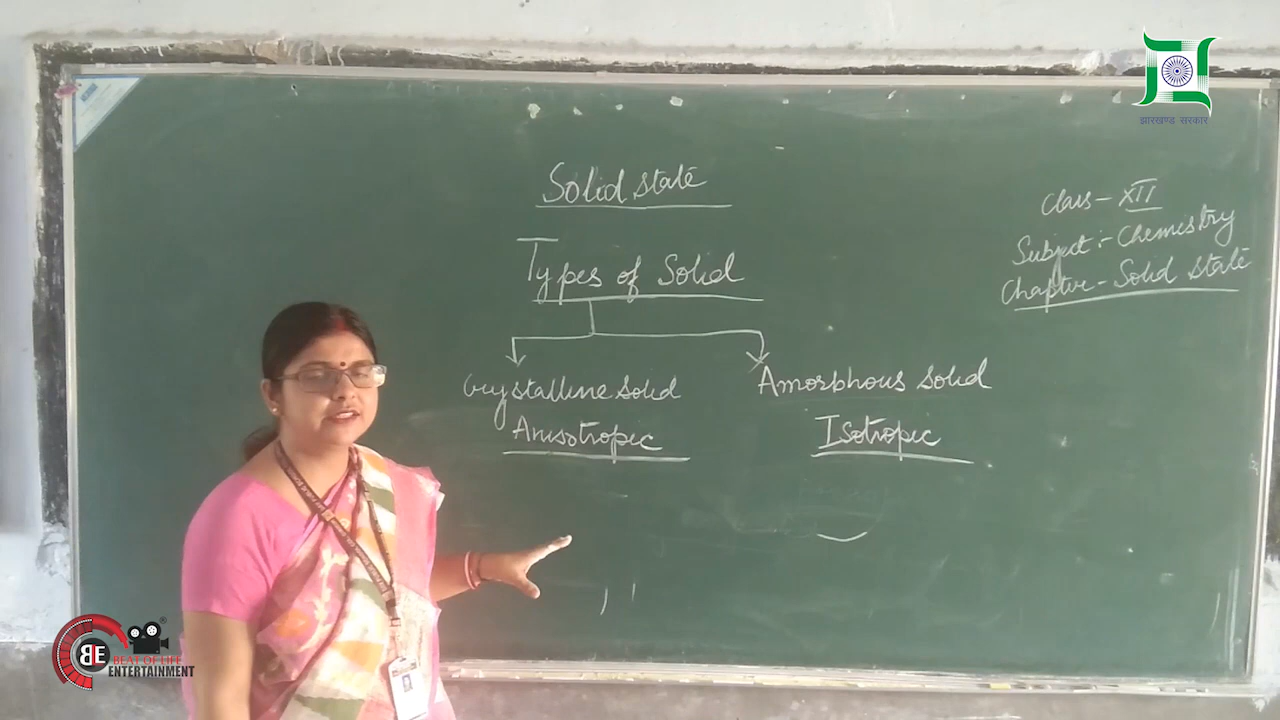 झारखण्ड सरकार
Solid state
Class - XII
Subject :- Chemistry
Chapter - Solid state
Types of Solid
Crystalline solid
Amorphous solid
Anisotropic
Isotropic
BE
BEAT OF LIFE
ENTERTAINMENT